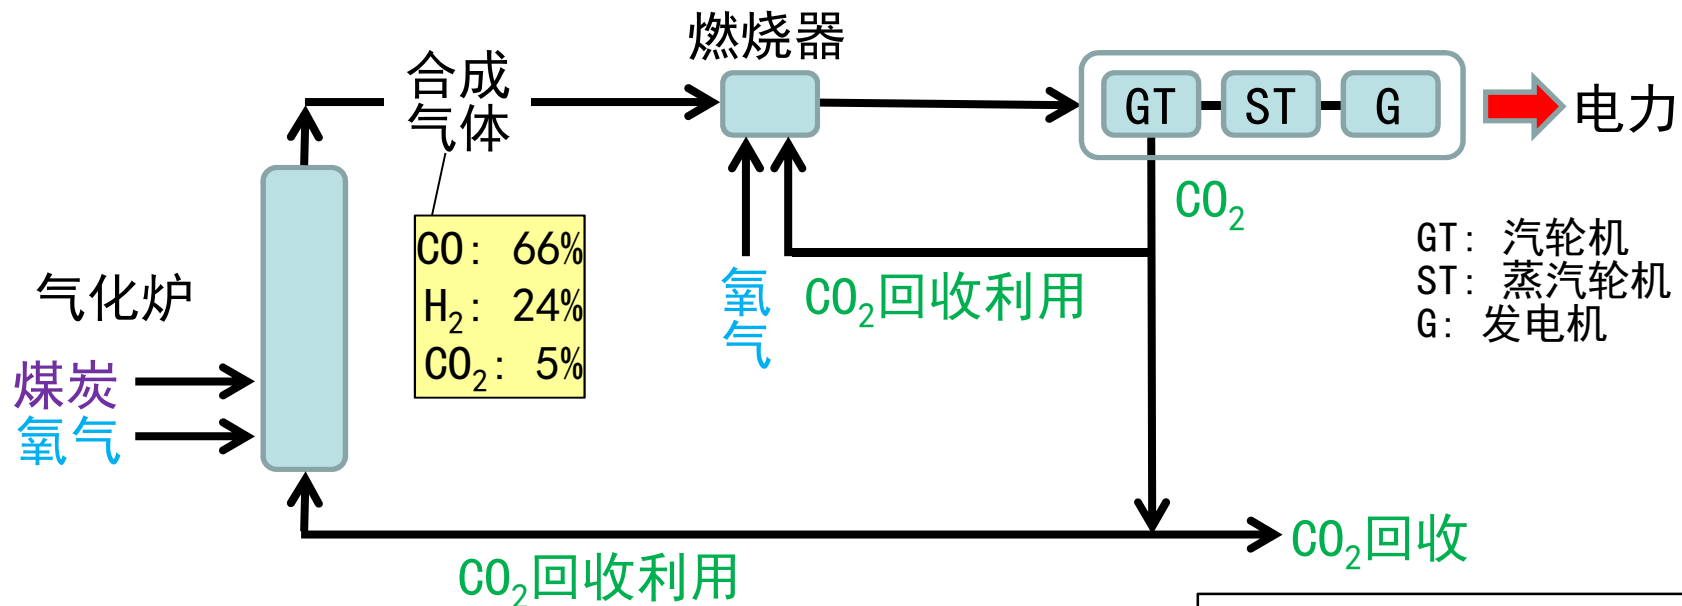 燃烧器
合成
气体
GT
ST
G
电力
CO₂
CO: 66%
H₂: 24%
CO₂: 5%
GT: 汽轮机
ST: 蒸汽轮机
G: 发电机
气化炉
氧
气
CO₂回收利用
煤炭
氧气
CO₂回收
CO₂回收利用